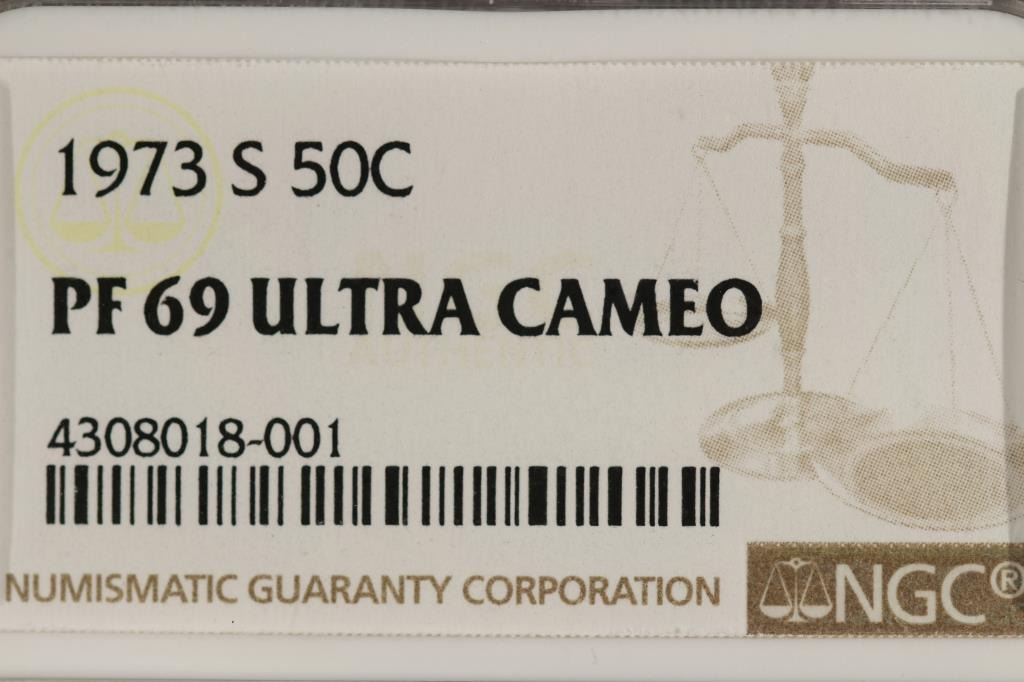 1973 S 50C
PF 69 ULTRA CAMEO
4308018-001
NUMISMATIC GUARANTY CORPORATION
NGC®